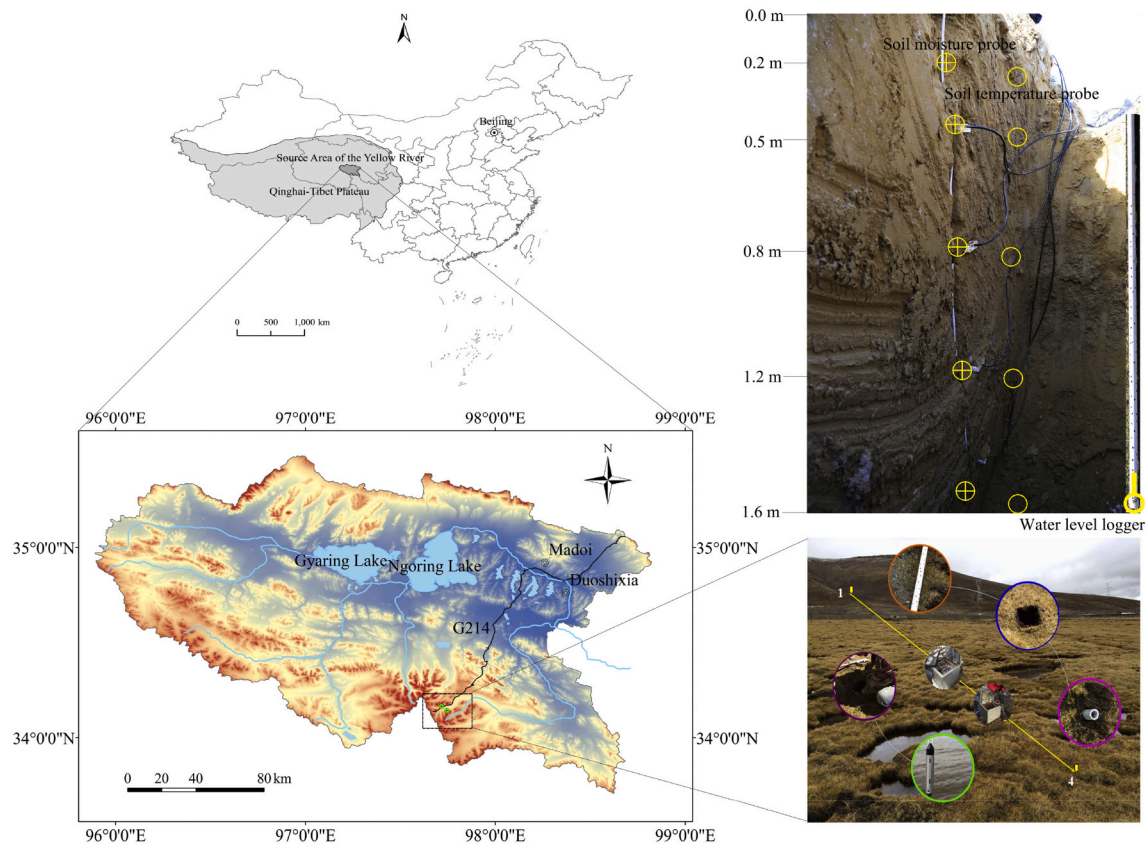 N
Beijing
Source Area of the Yellow River
Qinghai-Tibet Plateau
0 500 1,000 km
96°0'0"E 97°0'0"E 98°0'0"E 99°0'0"E
N
35°0'0"N 35°0'0"N
Madoi
Gyaring Lake
Ngoring Lake
Duoshixia
G214
34°0'0"N 34°0'0"N
0 20 40 80 km
96°0'0"E 97°0'0"E 98°0'0"E 99°0'0"E
0.0 m
Soil moisture probe
0.2 m
Soil temperature probe
0.5 m
0.8 m
1.2 m
1.6 m
Water level logger
1
4